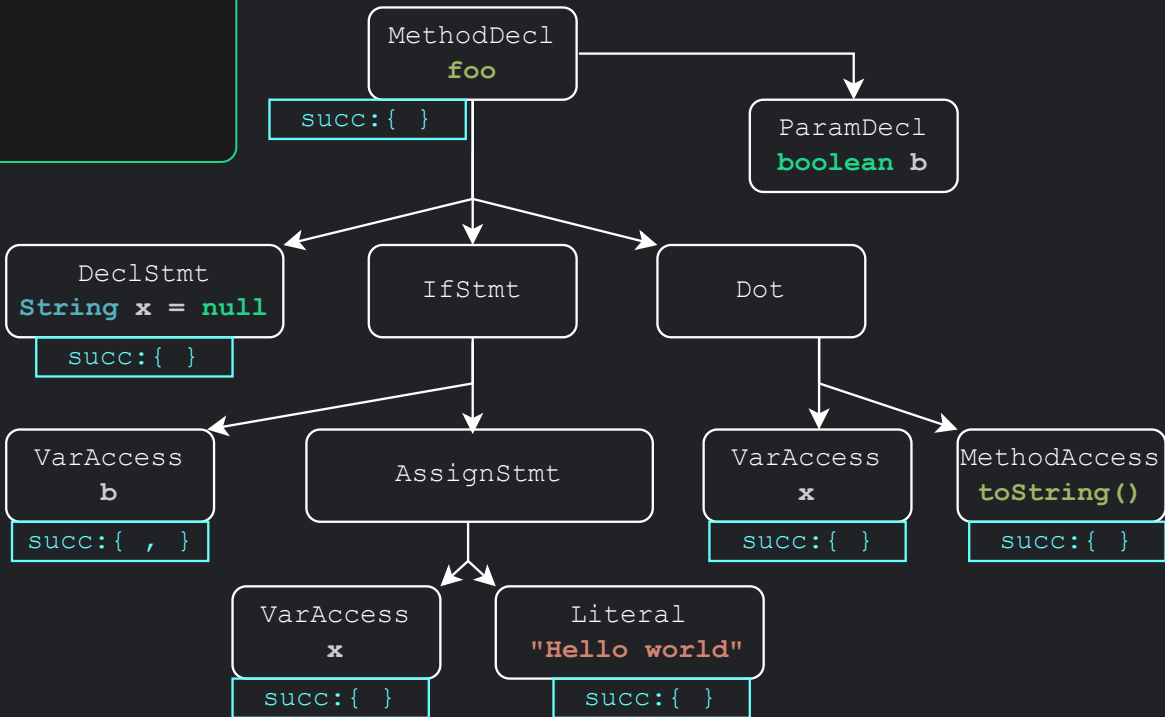 MethodDecl
foo
succ:{ }
ParamDecl
boolean b
DeclStmt
String x = null
succ:{ }
IfStmt
Dot
VarAccess
b
succ:{ , }
AssignStmt
VarAccess
x
succ:{ }
MethodAccess
toString()
succ:{ }
VarAccess
x
succ:{ }
Literal
"Hello world"
succ:{ }